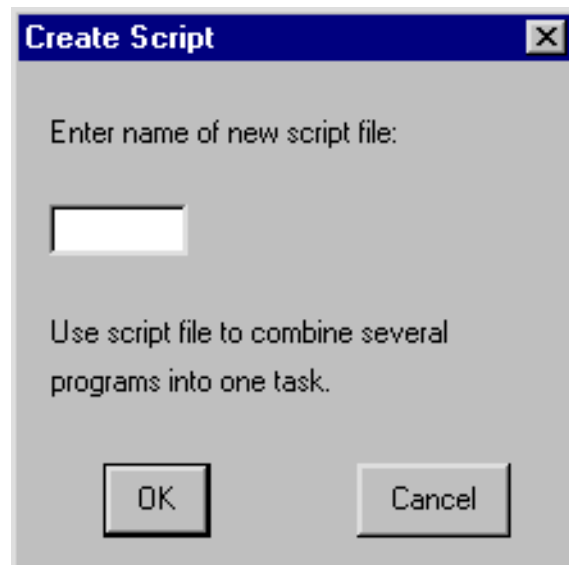 Create Script
Enter name of new script file:
Use script file to combine several
programs into one task.
OK Cancel